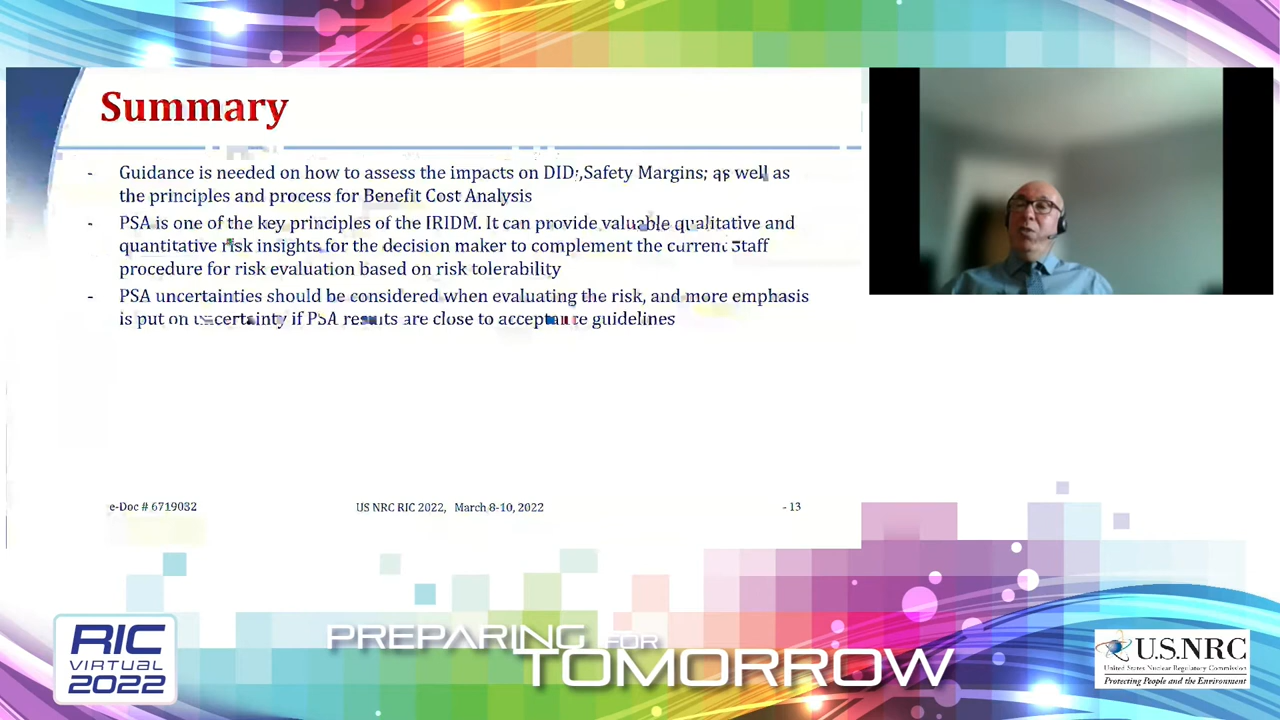 Summary
- Guidance is needed on how to assess the impacts on DID, Safety Margins; as well as
the principles and process for Benefit Cost Analysis
- PSA is one of the key principles of the IRIDM. It can provide valuable qualitative and
quantitative risk insights for the decision maker to complement the current Staff
procedure for risk evaluation based on risk tolerability
- PSA uncertainties should be considered when evaluating the risk, and more emphasis
is put on uncertainty if PSA results are close to acceptance guidelines
e-Doc # 6719032
US NRC RIC 2022, March 8-10, 2022
- 13
RIC
VIRTUAL
2022
PREPARING FOR
TOMORROW
U.S.NRC
United States Nuclear Regulatory Commission
Protecting People and the Environment